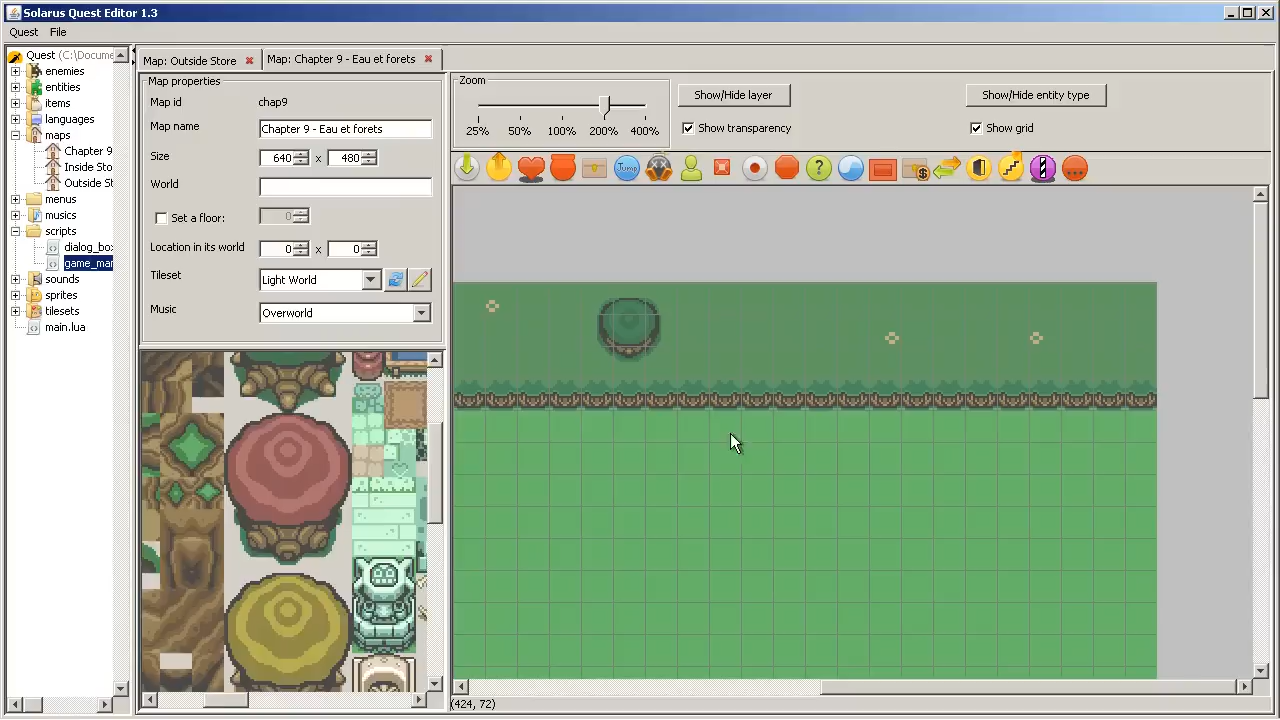 Solarus Quest Editor 1.3
Quest File
Quest (C:\Docume
enemies
entities
items
languages
maps
Chapter 9
Inside Sto
Outside St
menus
musics
scripts
dialog_bo
game_mar
sounds
sprites
tilesets
main.lua
Map: Outside Store
Map: Chapter 9 - Eau et forets
Map properties
Map id chap9
Map name Chapter 9 - Eau et forets
Size 640 x 480
World
Set a floor: 0
Location in its world 0 x 0
Tileset Light World
Music Overworld
Zoom
25% 50% 100% 200% 400%
Show/Hide layer
Show transparency
Show/Hide entity type
Show grid
Jump
?
$
...
(424, 72)